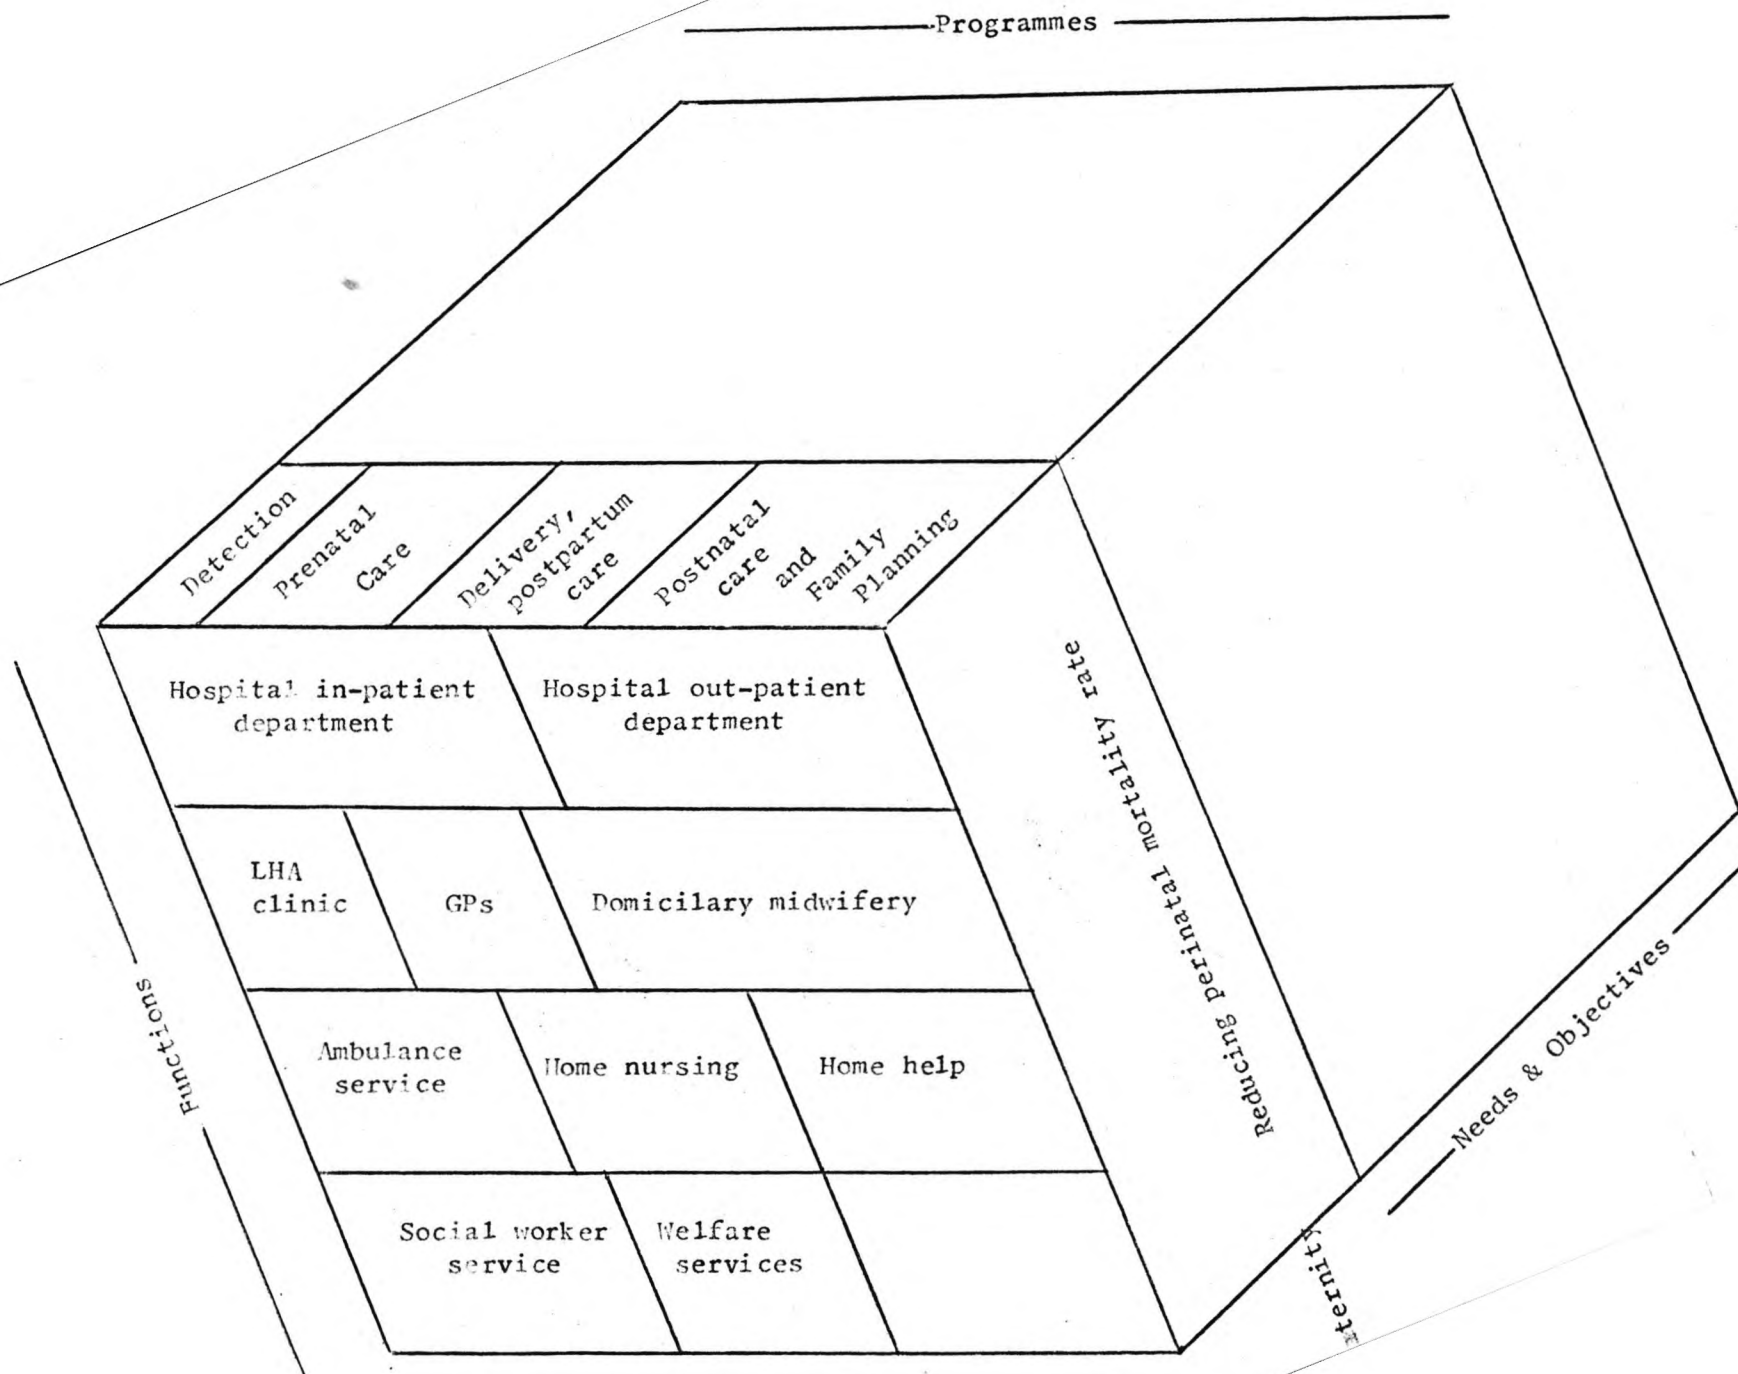 Programmes
Detection
Prenatal
Care
Delivery,
postpartum
care
Postnatal
care
and
Family
Planning
Hospital in-patient
department
Hospital out-patient
department
LHA
clinic
GPs
Domicilary midwifery
Ambulance
service
Home nursing
Home help
Social worker
service
Welfare
services
Functions
Reducing perinatal mortality rate
Needs & Objectives